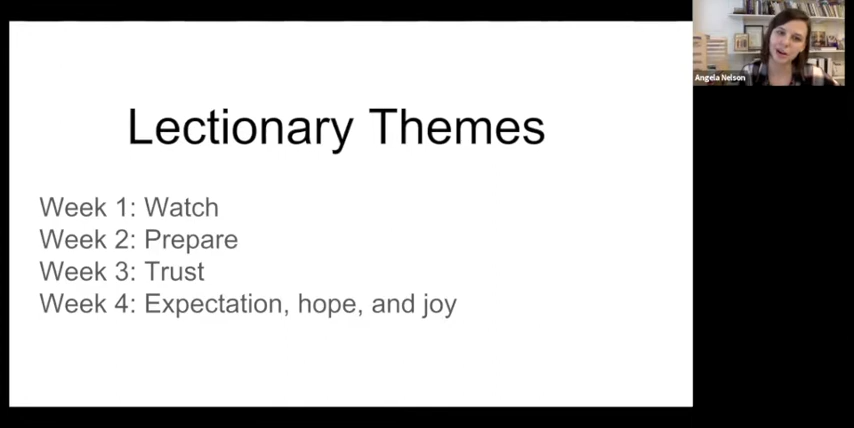 Lectionary Themes
Week 1: Watch
Week 2: Prepare
Week 3: Trust
Week 4: Expectation, hope, and joy
Angela Nelson